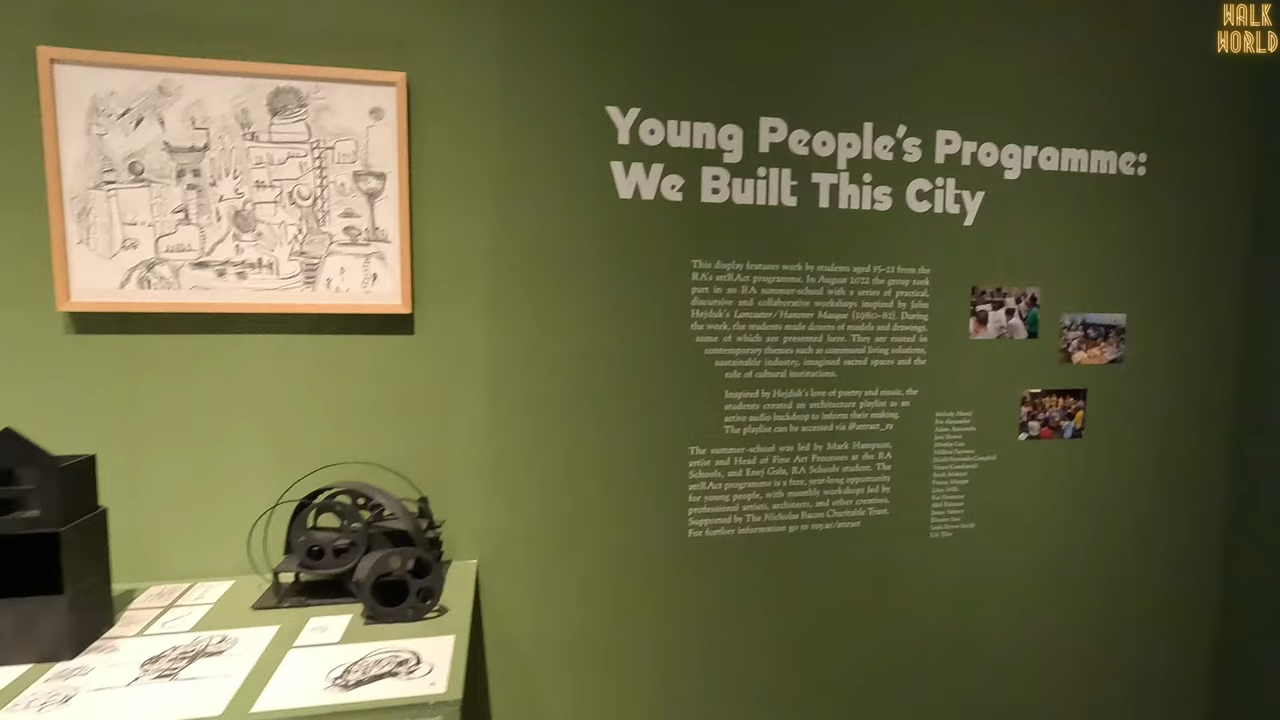 WALK
WORLD
Young People's Programme:
We Built This City
This display features work by students aged 15–21 from the
RA's attRAct programme. In August 2022 the group took
part in an RA summer-school with a series of practical,
discursive and collaborative workshops inspired by John
Hejduk's Lancaster/Hanover Masque (1980–82). During
the work, the students made dozens of models and drawings,
some of which are presented here. They are rooted in
contemporary themes such as communal living solutions,
sustainable industry, imagined sacred spaces and the
role of cultural institutions.
Inspired by Hejduk's love of poetry and music, the
students created an architecture playlist as an
active audio backdrop to inform their making.
The playlist can be accessed via @attract_ra
The summer-school was led by Mark Hampson,
artist and Head of Fine Art Processes at the RA
Schools, and Enej Gala, RA Schools student. The
attRAct programme is a free, year-long opportunity
for young people, with monthly workshops led by
professional artists, architects, and other creatives.
Supported by The Nicholas Bacon Charitable Trust.
For further information go to roy.ac/attract